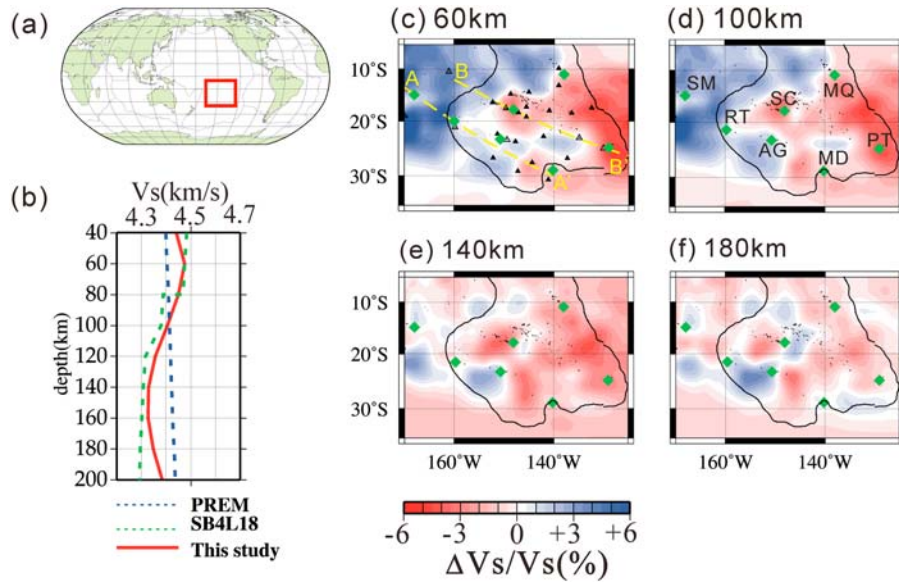 (a)
(b)
Vs(km/s)
4.3 4.5 4.7
40
60
80
100
120
140
160
180
200
depth(km)
PREM
SB4L18
This study
(c) 60km
10°S
20°S
30°S
A
B
A
B
(d) 100km
SM
MQ
SC
RT
AG
PT
MD
(e) 140km
10°S
20°S
30°S
160°W 140°W
(f) 180km
160°W 140°W
-6 -3 0 +3 +6
ΔVs/Vs(%)